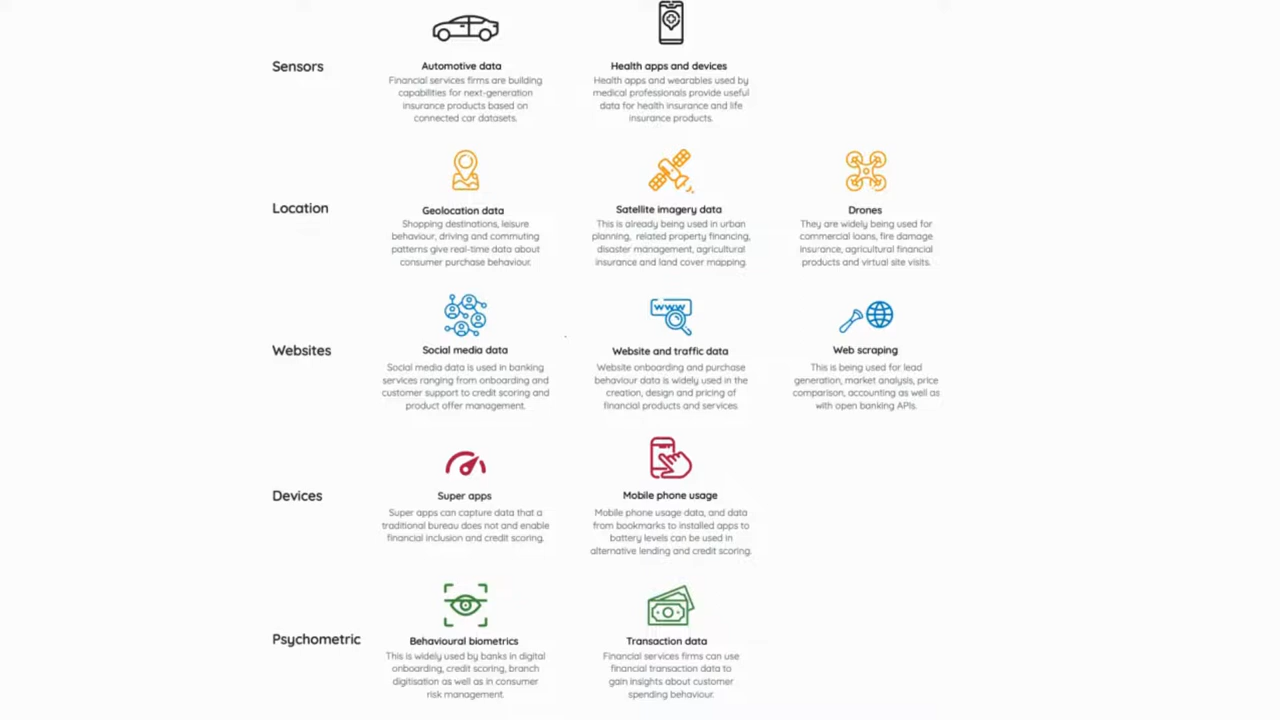 Sensors
Automotive data
Financial services firms are building
capabilities for next-generation
insurance products based on
connected car datasets.
Health apps and devices
Health apps and wearables used by
medical professionals provide useful
data for health insurance and life
insurance products.
Location
Geolocation data
Shopping destinations, leisure
behaviour, driving and commuting
patterns give real-time data about
consumer purchase behaviour.
Satellite imagery data
This is already being used in urban
planning, related property financing,
disaster management, agricultural
insurance and land cover mapping
Drones
They are widely being used for
commercial loans, fire damage
insurance, agricultural financial
products and virtual site visits.
Websites
Social media data
Social media data is used in banking
services ranging from onboarding and
customer support to credit scoring and
product offer management.
www
Website and traffic data
Website onboarding and purchase
behaviour data is widely used in the
creation, design and pricing of
financial products and services.
Web scraping
This is being used for lead
generation, market analysis, price
comparison, accounting as well as
with open banking APIs.
Devices
Super apps
Super apps can capture data that a
traditional bureau does not and enable
financial inclusion and credit scoring.
Mobile phone usage
Mobile phone usage data, and data
from bookmarks to installed apps to
battery levels can be used in
alternative lending and credit scoring.
Psychometric
Behavioural biometrics
This is widely used by banks in digital
onboarding, credit scoring, branch
digitisation as well as in consumer
risk management.
Transaction data
Financial services firms can use
financial transaction data to
gain insights about customer
spending behaviour.